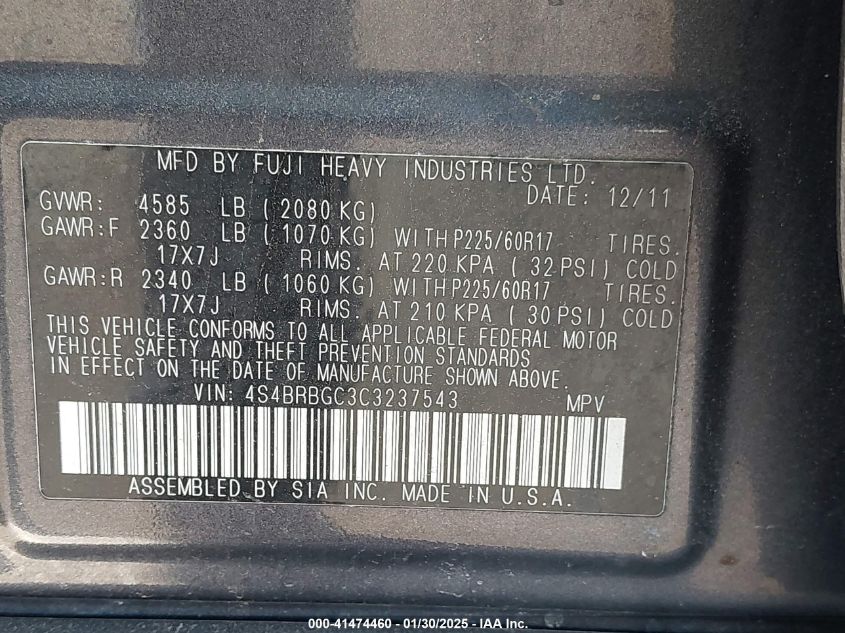 MFD BY FUJI HEAVY INDUSTRIES LTD.
DATE: 12/11
GVWR: 4585 LB ( 2080 KG)
GAWR:F 2360 LB ( 1070 KG) WITH P225/60R17 TIRES.
17X7J RIMS. AT 220 KPA ( 32 PSI) COLD
GAWR:R 2340 LB ( 1060 KG) WITH P225/60R17 TIRES.
17X7J RIMS. AT 210 KPA ( 30 PSI) COLD
THIS VEHICLE CONFORMS TO ALL APPLICABLE FEDERAL MOTOR
VEHICLE SAFETY AND THEFT PREVENTION STANDARDS
IN EFFECT ON THE DATE OF MANUFACTURE SHOWN ABOVE.
VIN: 4S4BRBGC3C3237543 MPV
ASSEMBLED BY SIA INC. MADE IN U.S.A.
000-41474460 - 01/30/2025 - IAA Inc.